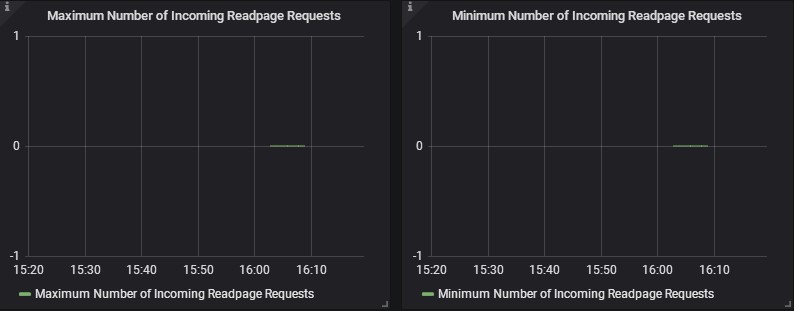 Maximum Number of Incoming Readpage Requests
1
0
-1
15:20 15:30 15:40 15:50 16:00 16:10
Maximum Number of Incoming Readpage Requests
Minimum Number of Incoming Readpage Requests
1
0
-1
15:20 15:30 15:40 15:50 16:00 16:10
Minimum Number of Incoming Readpage Requests